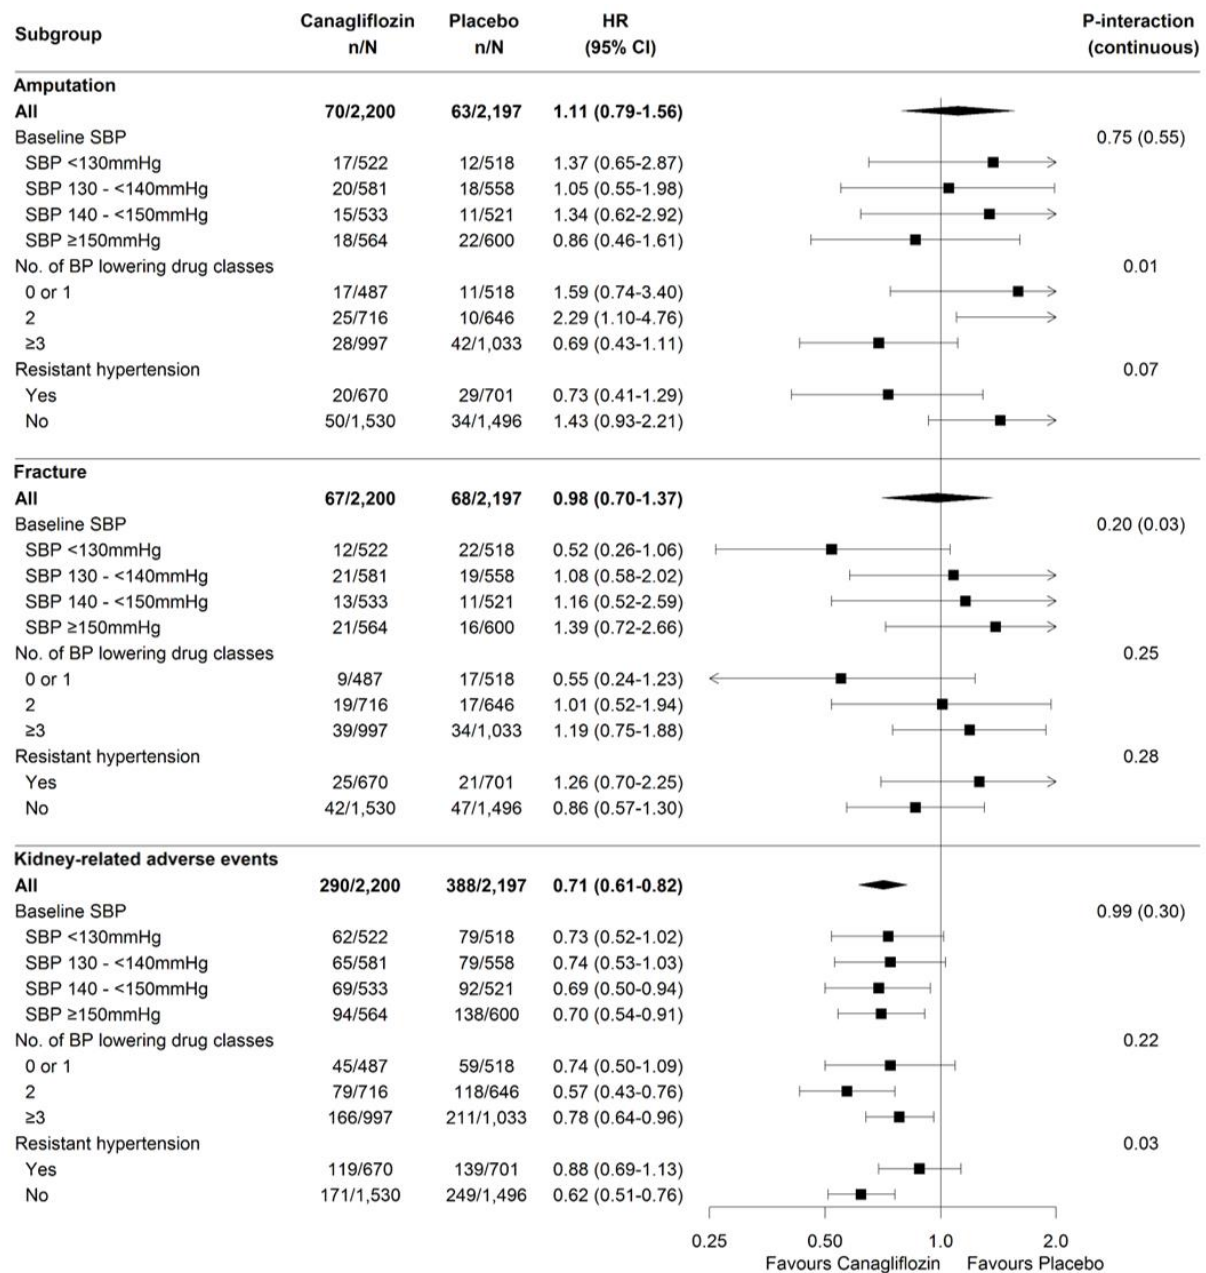 Subgroup Canagliflozin n/N Placebo n/N HR (95% CI) P-interaction (continuous)
Amputation
All 70/2,200 63/2,197 1.11 (0.79-1.56)
Baseline SBP 0.75 (0.55)
SBP <130mmHg 17/522 12/518 1.37 (0.65-2.87)
SBP 130 - <140mmHg 20/581 18/558 1.05 (0.55-1.98)
SBP 140 - <150mmHg 15/533 11/521 1.34 (0.62-2.92)
SBP ≥150mmHg 18/564 22/600 0.86 (0.46-1.61)
No. of BP lowering drug classes 0.01
0 or 1 17/487 11/518 1.59 (0.74-3.40)
2 25/716 10/646 2.29 (1.10-4.76)
≥3 28/997 42/1,033 0.69 (0.43-1.11)
Resistant hypertension 0.07
Yes 20/670 29/701 0.73 (0.41-1.29)
No 50/1,530 34/1,496 1.43 (0.93-2.21)
Fracture
All 67/2,200 68/2,197 0.98 (0.70-1.37)
Baseline SBP 0.20 (0.03)
SBP <130mmHg 12/522 22/518 0.52 (0.26-1.06)
SBP 130 - <140mmHg 21/581 19/558 1.08 (0.58-2.02)
SBP 140 - <150mmHg 13/533 11/521 1.16 (0.52-2.59)
SBP ≥150mmHg 21/564 16/600 1.39 (0.72-2.66)
No. of BP lowering drug classes 0.25
0 or 1 9/487 17/518 0.55 (0.24-1.23)
2 19/716 17/646 1.01 (0.52-1.94)
≥3 39/997 34/1,033 1.19 (0.75-1.88)
Resistant hypertension 0.28
Yes 25/670 21/701 1.26 (0.70-2.25)
No 42/1,530 47/1,496 0.86 (0.57-1.30)
Kidney-related adverse events
All 290/2,200 388/2,197 0.71 (0.61-0.82)
Baseline SBP 0.99 (0.30)
SBP <130mmHg 62/522 79/518 0.73 (0.52-1.02)
SBP 130 - <140mmHg 65/581 79/558 0.74 (0.53-1.03)
SBP 140 - <150mmHg 69/533 92/521 0.69 (0.50-0.94)
SBP ≥150mmHg 94/564 138/600 0.70 (0.54-0.91)
No. of BP lowering drug classes 0.22
0 or 1 45/487 59/518 0.74 (0.50-1.09)
2 79/716 118/646 0.57 (0.43-0.76)
≥3 166/997 211/1,033 0.78 (0.64-0.96)
Resistant hypertension 0.03
Yes 119/670 139/701 0.88 (0.69-1.13)
No 171/1,530 249/1,496 0.62 (0.51-0.76)
0.25 0.50 1.0 2.0
Favours Canagliflozin Favours Placebo